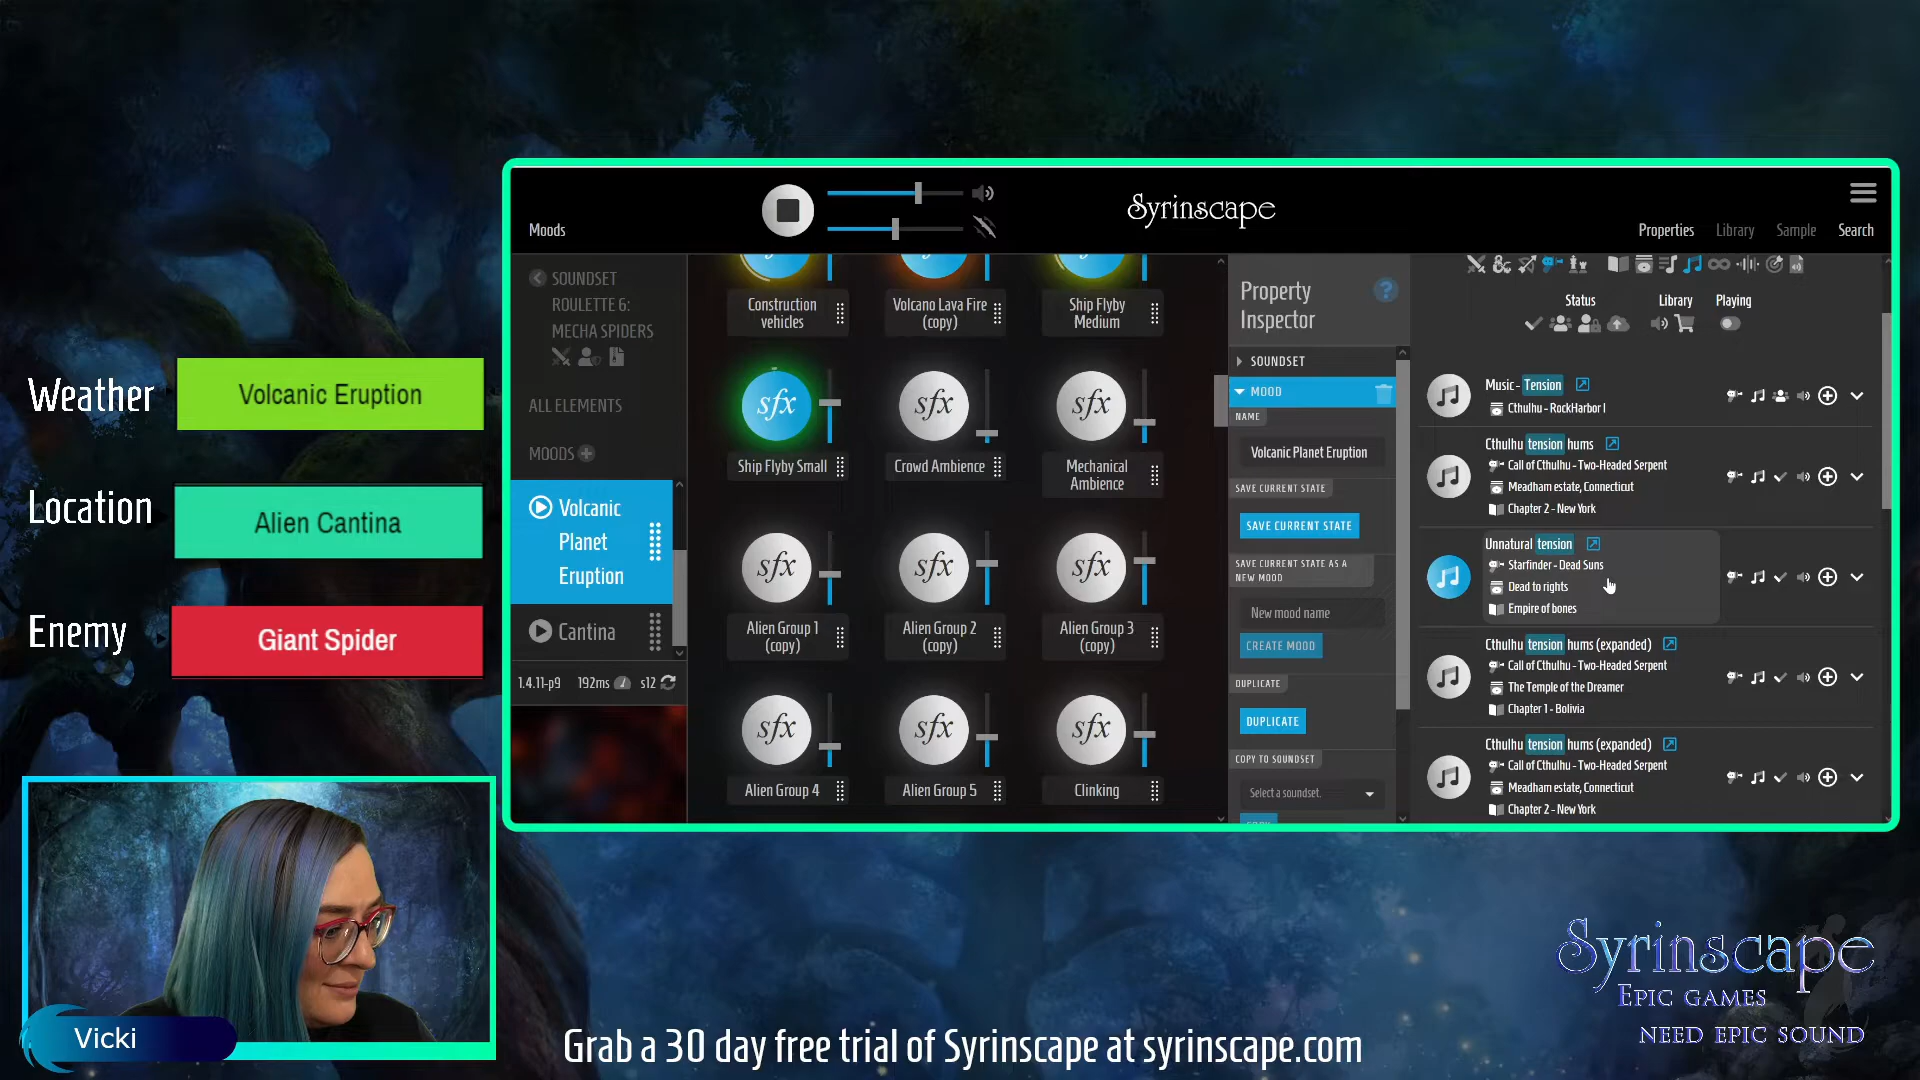 Weather
Volcanic Eruption
Location
Alien Cantina
Enemy
Giant Spider
Vicki
Moods
Syrinscape
Properties
Library
Sample
Search
SOUNDSET
ROULETTE 6:
MECHA SPIDERS
ALL ELEMENTS
MOODS
Volcanic
Planet
Eruption
Cantina
1.4.11-p9
192ms
s12
Construction
vehicles
Volcano Lava Fire
(copy)
Ship Flyby
Medium
sfx
Ship Flyby Small
sfx
Crowd Ambience
sfx
Mechanical
Ambience
sfx
Alien Group 1
(copy)
sfx
Alien Group 2
(copy)
sfx
Alien Group 3
(copy)
sfx
Alien Group 4
sfx
Alien Group 5
sfx
Clinking
Property
Inspector
?
SOUNDSET
MOOD
NAME
Volcanic Planet Eruption
SAVE CURRENT STATE
SAVE CURRENT STATE
SAVE CURRENT STATE AS A
NEW MOOD
New mood name
CREATE MOOD
DUPLICATE
DUPLICATE
COPY TO SOUNDSET
Select a soundset.
COPY
Status
Library
Playing
Music - Tension
Cthulhu - RockHarbor I
Cthulhu tension hums
Call of Cthulhu - Two-Headed Serpent
Meadham estate, Connecticut
Chapter 2 - New York
Unnatural tension
Starfinder - Dead Suns
Dead to rights
Empire of bones
Cthulhu tension hums (expanded)
Call of Cthulhu - Two-Headed Serpent
The Temple of the Dreamer
Chapter 1 - Bolivia
Cthulhu tension hums (expanded)
Call of Cthulhu - Two-Headed Serpent
Meadham estate, Connecticut
Chapter 2 - New York
Syrinscape
EPIC GAMES
NEED EPIC SOUND
Grab a 30 day free trial of Syrinscape at syrinscape.com